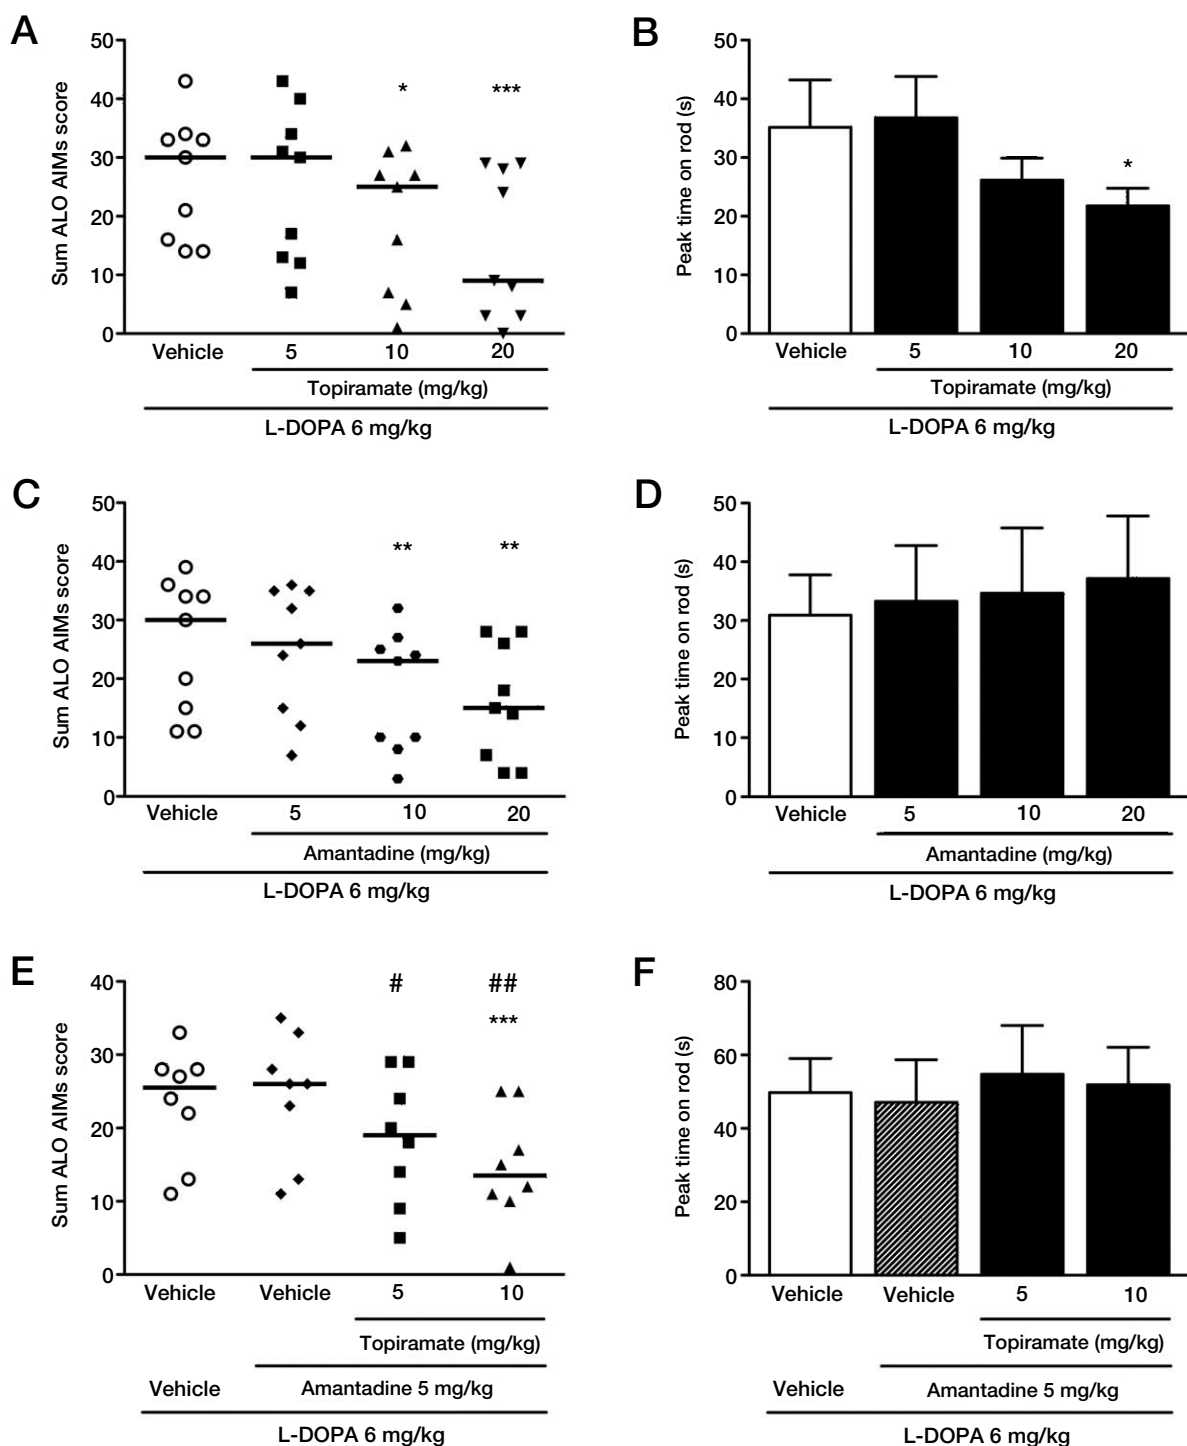 A
50
40
30
20
10
0
Sum ALO AIMs score
* ***
Vehicle 5 10 20
Topiramate (mg/kg)
L-DOPA 6 mg/kg
B
50
40
30
20
10
0
Peak time on rod (s)
*
Vehicle 5 10 20
Topiramate (mg/kg)
L-DOPA 6 mg/kg
C
50
40
30
20
10
0
Sum ALO AIMs score
** **
Vehicle 5 10 20
Amantadine (mg/kg)
L-DOPA 6 mg/kg
D
50
40
30
20
10
0
Peak time on rod (s)
Vehicle 5 10 20
Amantadine (mg/kg)
L-DOPA 6 mg/kg
E
40
30
20
10
0
Sum ALO AIMs score
# ##
***
Vehicle Vehicle 5 10
Topiramate (mg/kg)
Vehicle Amantadine 5 mg/kg
L-DOPA 6 mg/kg
F
80
60
40
20
0
Peak time on rod (s)
Vehicle Vehicle 5 10
Topiramate (mg/kg)
Vehicle Amantadine 5 mg/kg
L-DOPA 6 mg/kg